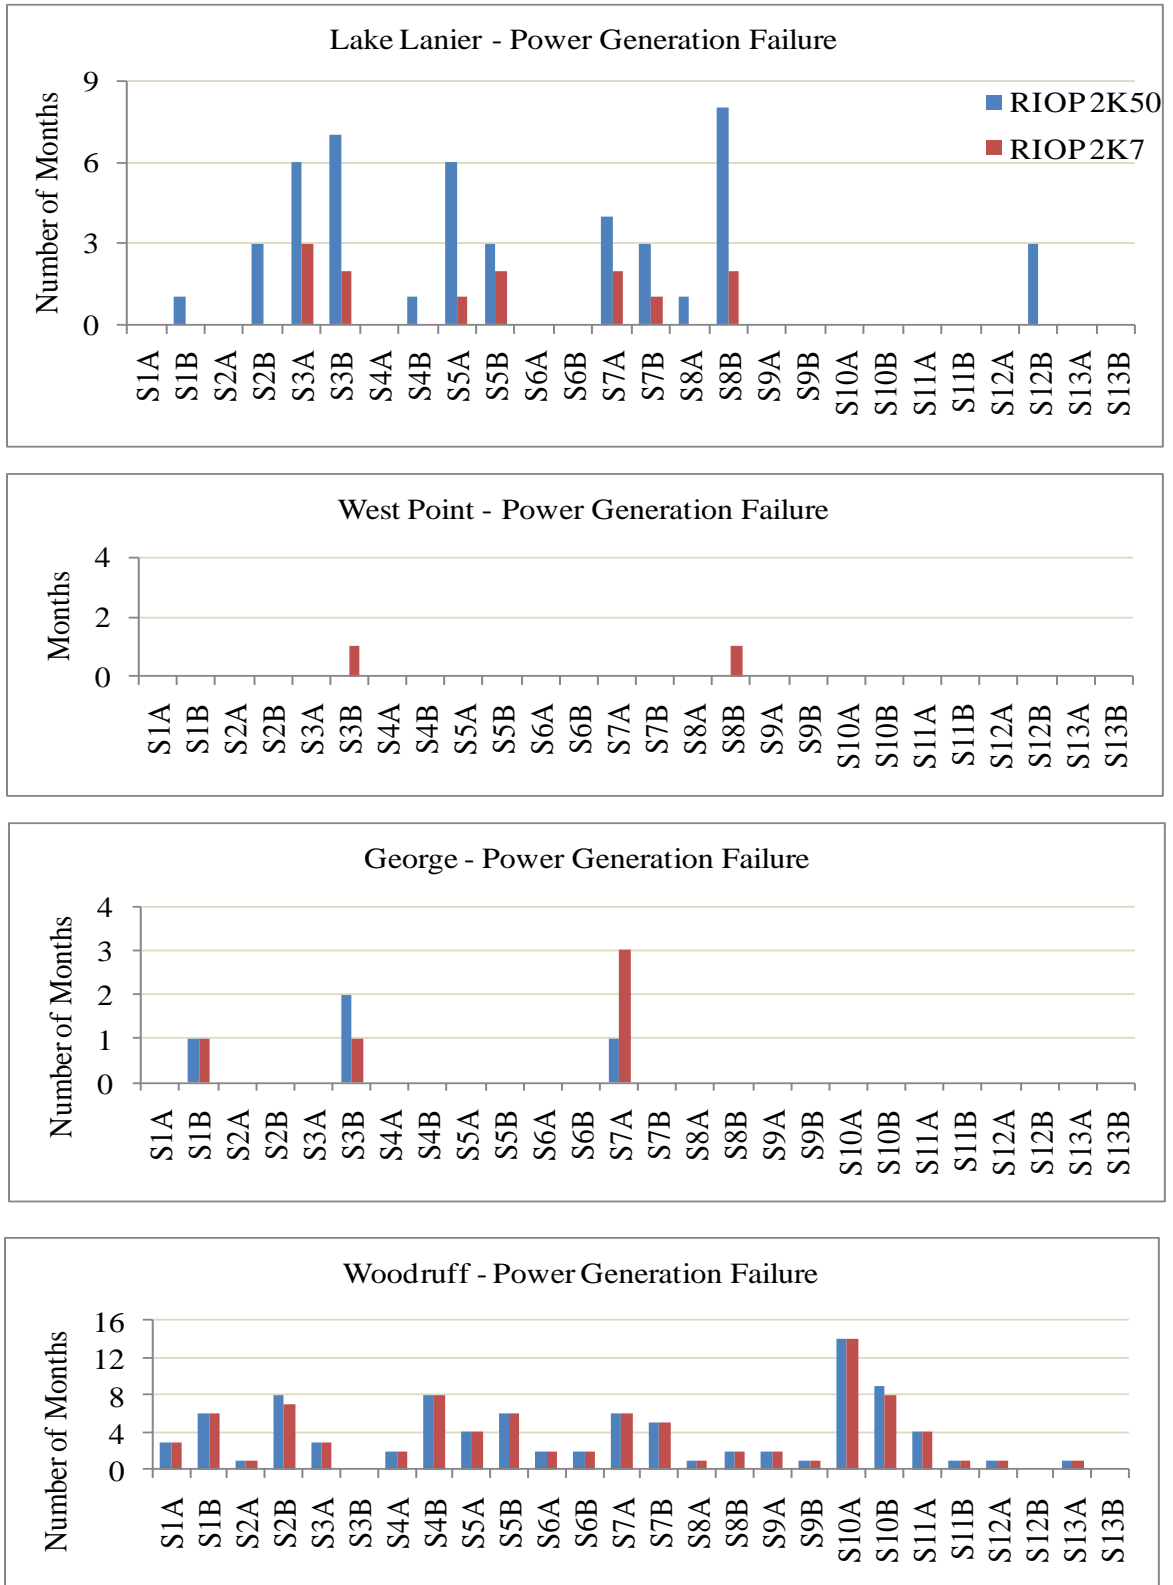 Lake Lanier - Power Generation Failure
Number of Months
9
6
3
0
RIOP 2K50
RIOP 2K7
S1A S1B S2A S2B S3A S3B S4A S4B S5A S5B S6A S6B S7A S7B S8A S8B S9A S9B S10A S10B S11A S11B S12A S12B S13A S13B
West Point - Power Generation Failure
Months
4
2
0
S1A S1B S2A S2B S3A S3B S4A S4B S5A S5B S6A S6B S7A S7B S8A S8B S9A S9B S10A S10B S11A S11B S12A S12B S13A S13B
George - Power Generation Failure
Number of Months
4
3
2
1
0
S1A S1B S2A S2B S3A S3B S4A S4B S5A S5B S6A S6B S7A S7B S8A S8B S9A S9B S10A S10B S11A S11B S12A S12B S13A S13B
Woodruff - Power Generation Failure
Number of Months
16
12
8
4
0
S1A S1B S2A S2B S3A S3B S4A S4B S5A S5B S6A S6B S7A S7B S8A S8B S9A S9B S10A S10B S11A S11B S12A S12B S13A S13B